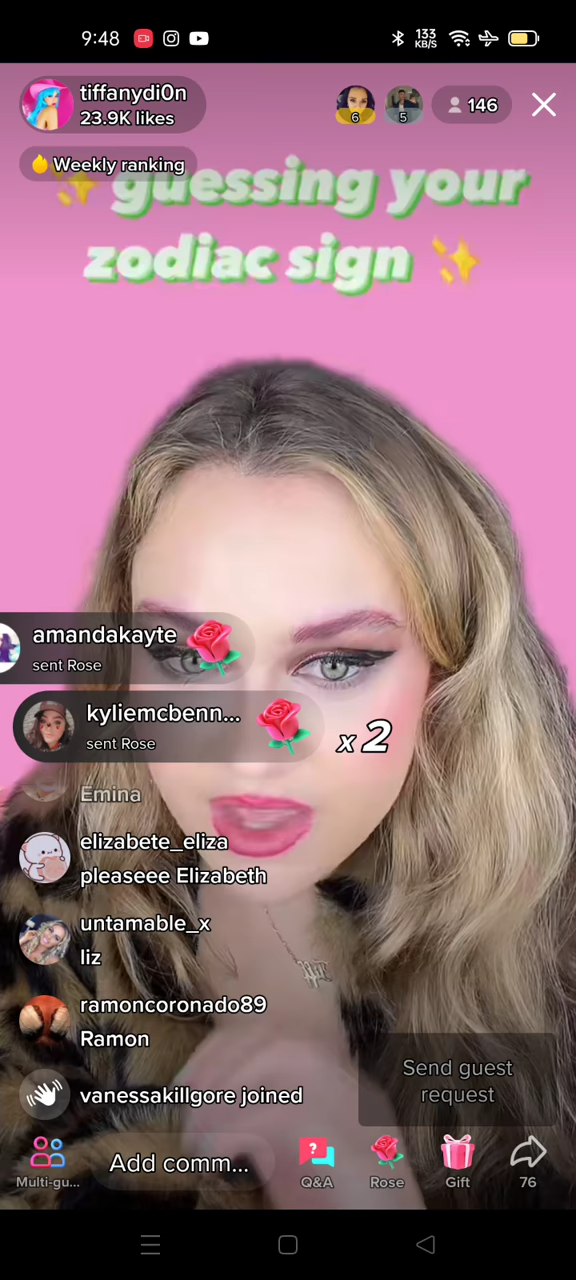 9:48
133
KB/S
tiffanydi0n
23.9K likes
6
5
146
Weekly ranking
✨ guessing your
zodiac sign ✨
amandakayte
sent Rose
kyliemcbenn...
sent Rose
x 2
Emina
elizabete_eliza
pleaseee Elizabeth
untamable_x
liz
ramoncoronado89
Ramon
vanessakillgore joined
Send guest
request
Multi-gu...
Add comm...
Q&A
Rose
Gift
76